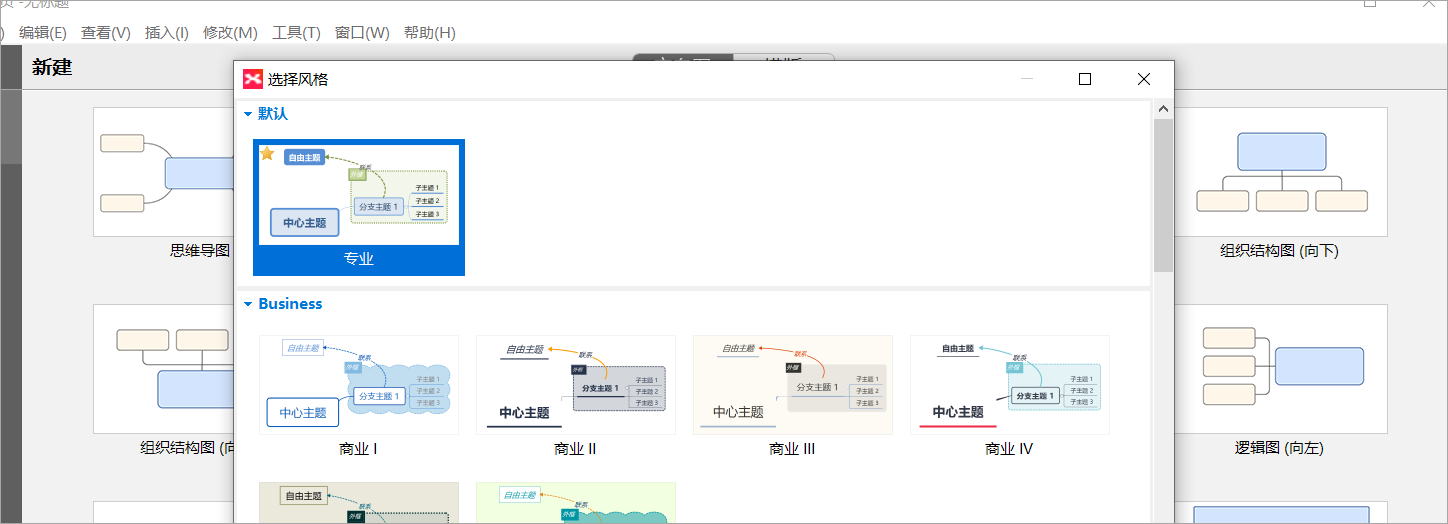 编辑(E) 查看(V) 插入(I) 修改(M) 工具(T) 窗口(W) 帮助(H)
新建
选择风格
默认
自由主题
联系
外框
子主题 1
分支主题 1
子主题 2
子主题 3
中心主题
专业
思维导图
组织结构图 (向下)
Business
自由主题
联系
外框
子主题 1
分支主题 1
子主题 2
子主题 3
中心主题
商业 I
自由主题
联系
外框
子主题 1
分支主题 1
子主题 2
子主题 3
中心主题
商业 II
自由主题
联系
外框
子主题 1
分支主题 1
子主题 2
子主题 3
中心主题
商业 III
自由主题
联系
外框
子主题 1
分支主题 1
子主题 2
子主题 3
中心主题
商业 IV
组织结构图 (向
逻辑图 (向左)
自由主题
联系
外框
自由主题
联系
外框